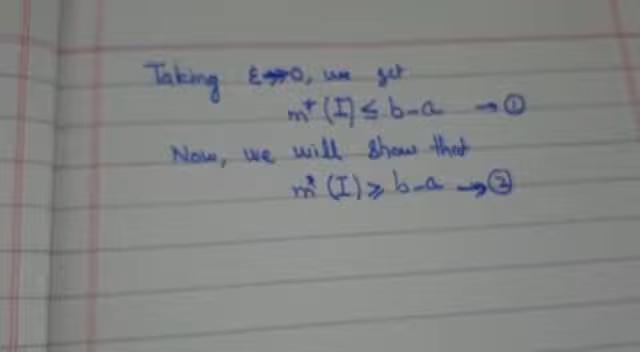 Taking ε→0, we get
m*(I) ≤ b-a → ①
Now, we will show that
m*(I) ≥ b-a → ②